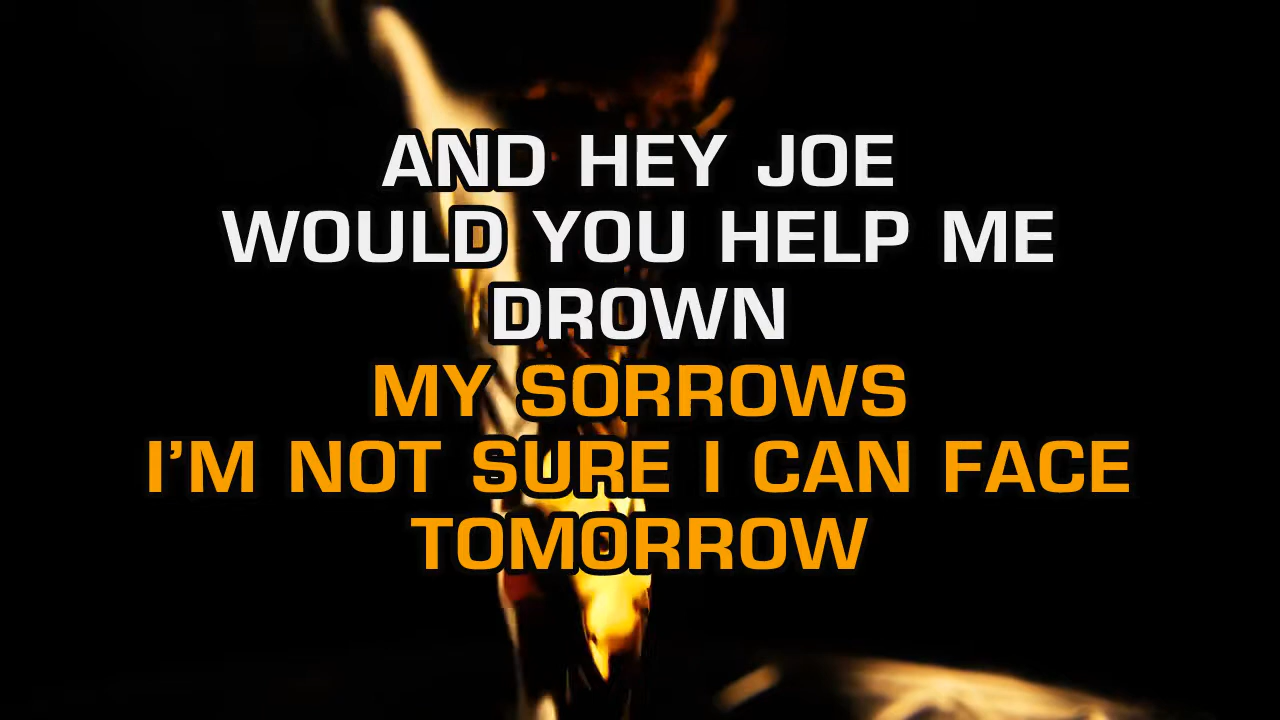 AND HEY JOE
WOULD YOU HELP ME
DROWN
MY SORROWS
I’M NOT SURE I CAN FACE
TOMORROW